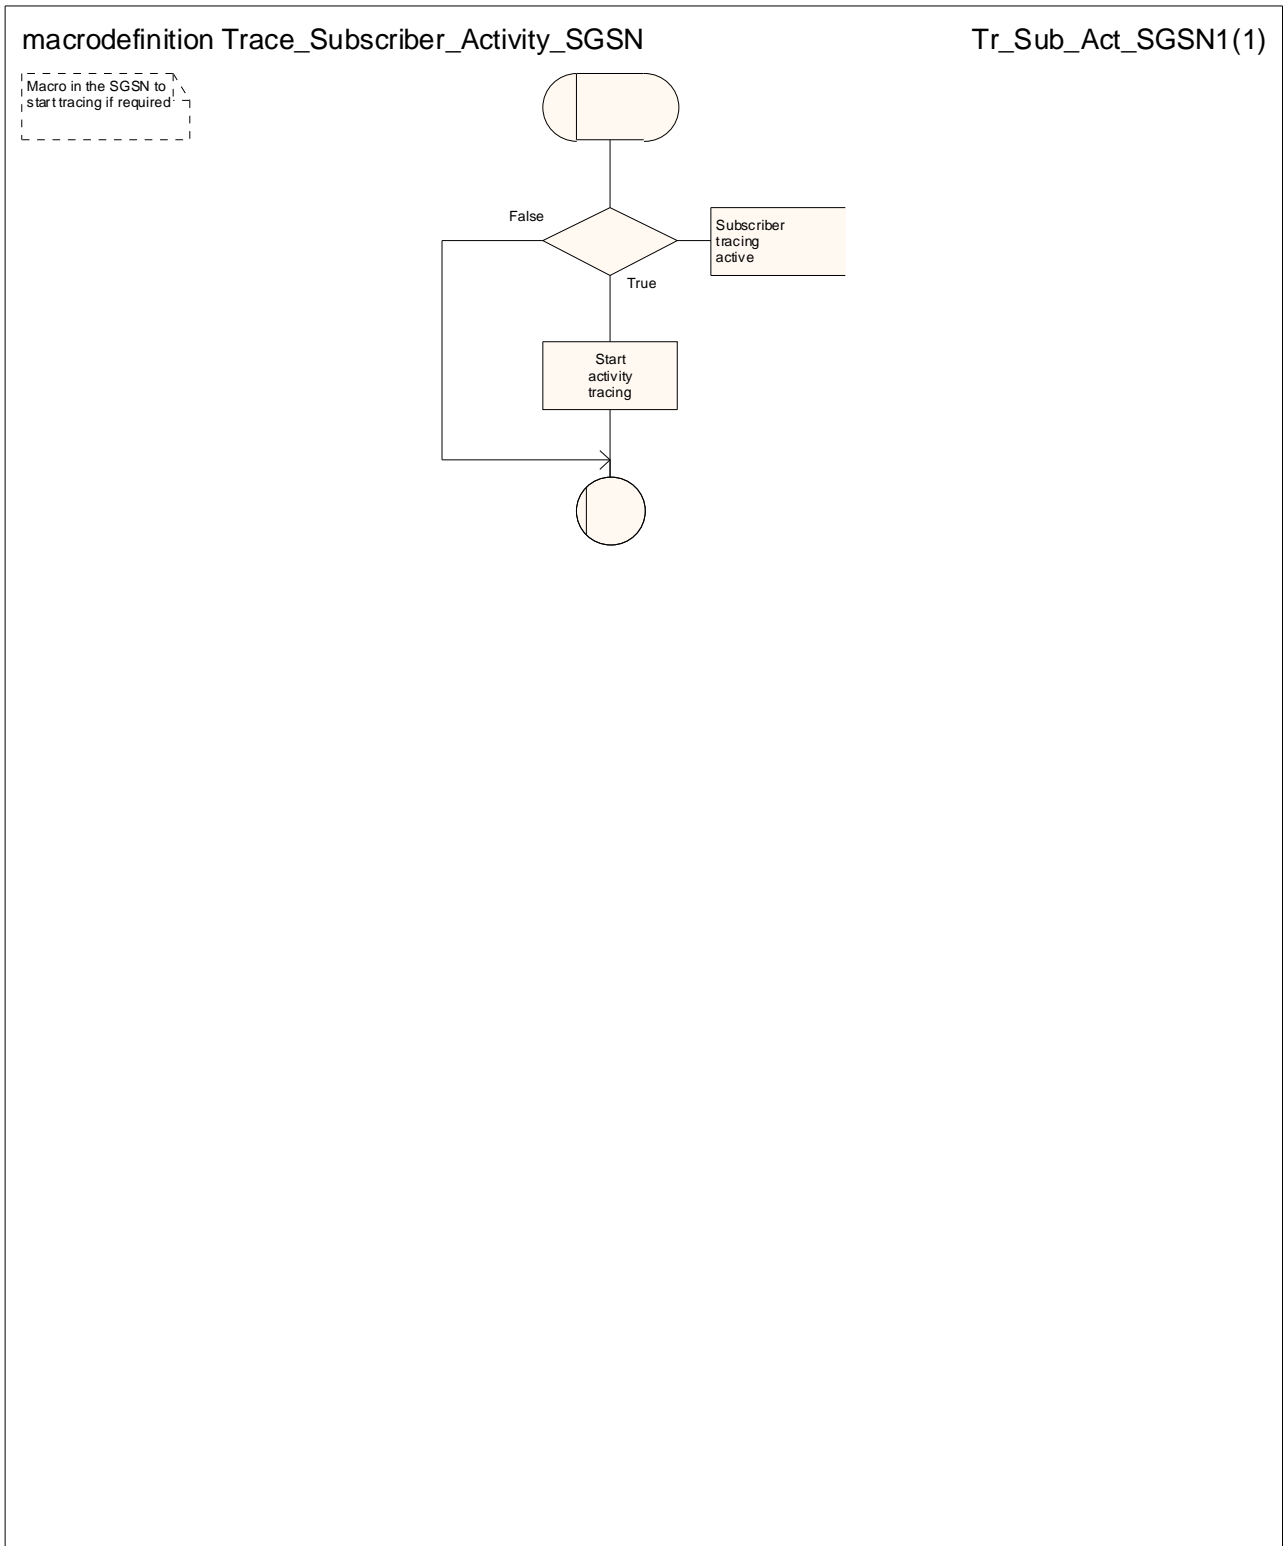 macrodefinition Trace_Subscriber_Activity_SGSN
Tr_Sub_Act_SGSN1(1)
Macro in the SGSN to
start tracing if required
False
Subscriber
tracing
active
True
Start
activity
tracing